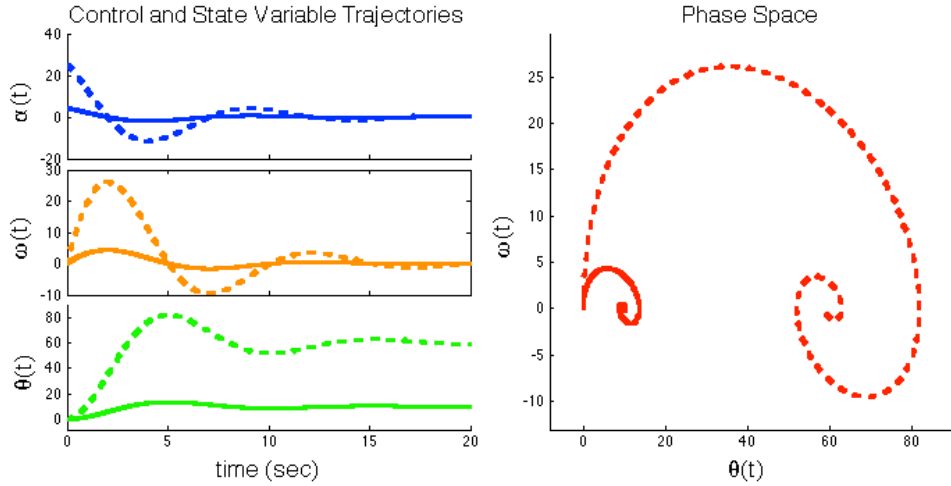 Control and State Variable Trajectories
α(t)
40
20
0
-20
ω(t)
30
20
10
0
-10
θ(t)
80
60
40
20
0
0 5 10 15 20
time (sec)
Phase Space
ω(t)
25
20
15
10
5
0
-5
-10
0 20 40 60 80
θ(t)